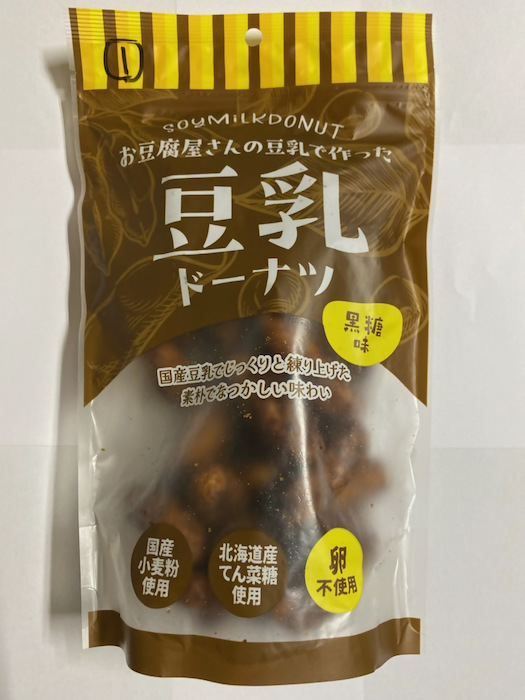 SOYMiLKDONUT
お豆腐屋さんの豆乳で作った
豆乳
ドーナツ
黒糖
味
国産豆乳でじっくりと練り上げた
素朴でなつかしい味わい
国産
小麦粉
使用
北海道産
てん菜糖
使用
卵
不使用